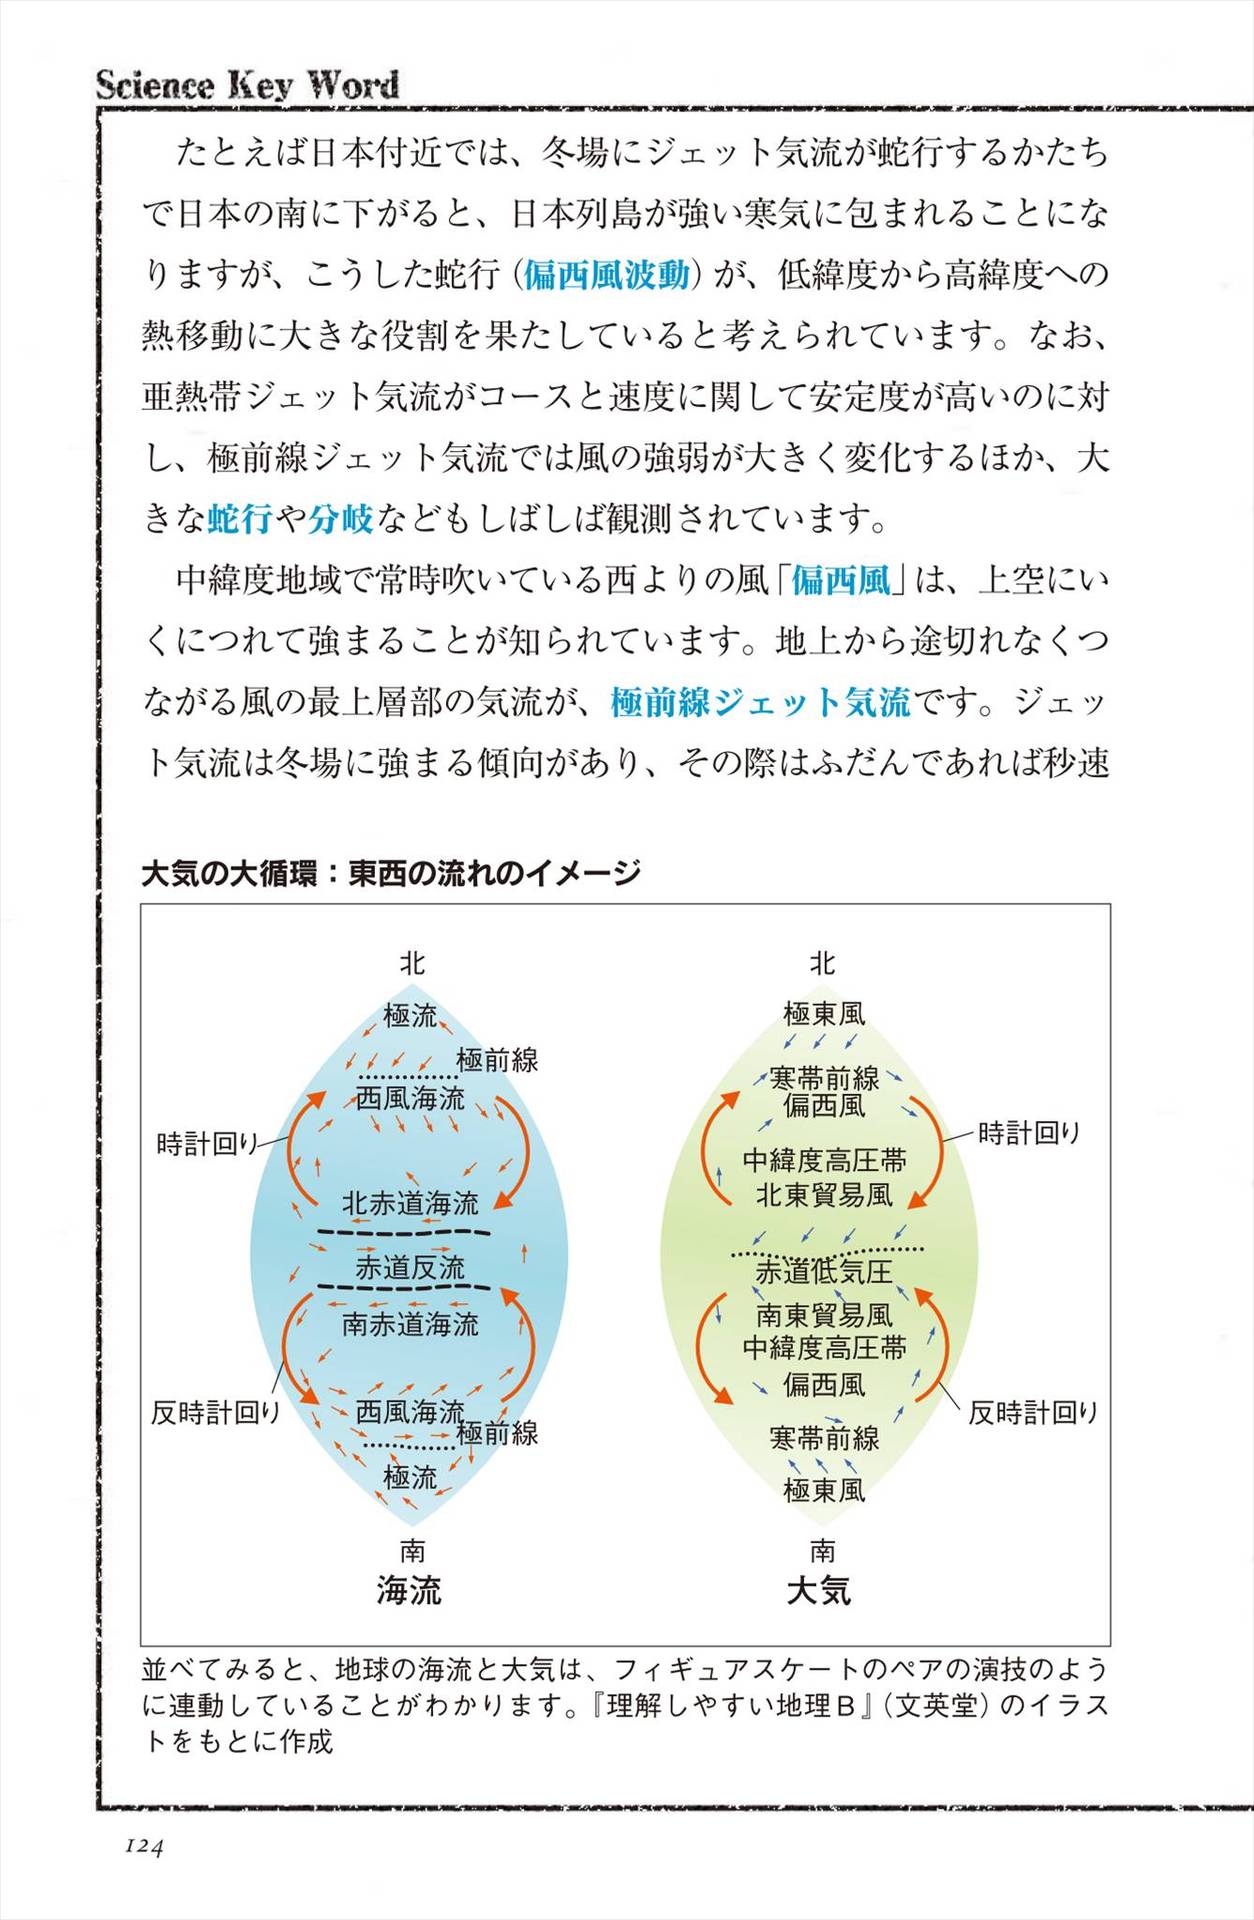 Science Key Word
たとえば日本付近では、冬場にジェット気流が蛇行するかたち
で日本の南に下がると、日本列島が強い寒気に包まれることにな
りますが、こうした蛇行（偏西風波動）が、低緯度から高緯度への
熱移動に大きな役割を果たしていると考えられています。なお、
亜熱帯ジェット気流がコースと速度に関して安定度が高いのに対
し、極前線ジェット気流では風の強弱が大きく変化するほか、大
きな蛇行や分岐などもしばしば観測されています。
中緯度地域で常時吹いている西よりの風「偏西風」は、上空にい
くにつれて強まることが知られています。地上から途切れなくつ
ながる風の最上層部の気流が、極前線ジェット気流です。ジェッ
ト気流は冬場に強まる傾向があり、その際はふだんであれば秒速
大気の大循環：東西の流れのイメージ
北
極流
極前線
西風海流
時計回り
北赤道海流
赤道反流
南赤道海流
反時計回り
西風海流
極前線
極流
南
海流
北
極東風
寒帯前線
偏西風
時計回り
中緯度高圧帯
北東貿易風
赤道低気圧
南東貿易風
中緯度高圧帯
偏西風
反時計回り
寒帯前線
極東風
南
大気
並べてみると、地球の海流と大気は、フィギュアスケートのペアの演技のよう
に連動していることがわかります。『理解しやすい地理B』（文英堂）のイラス
トをもとに作成
124